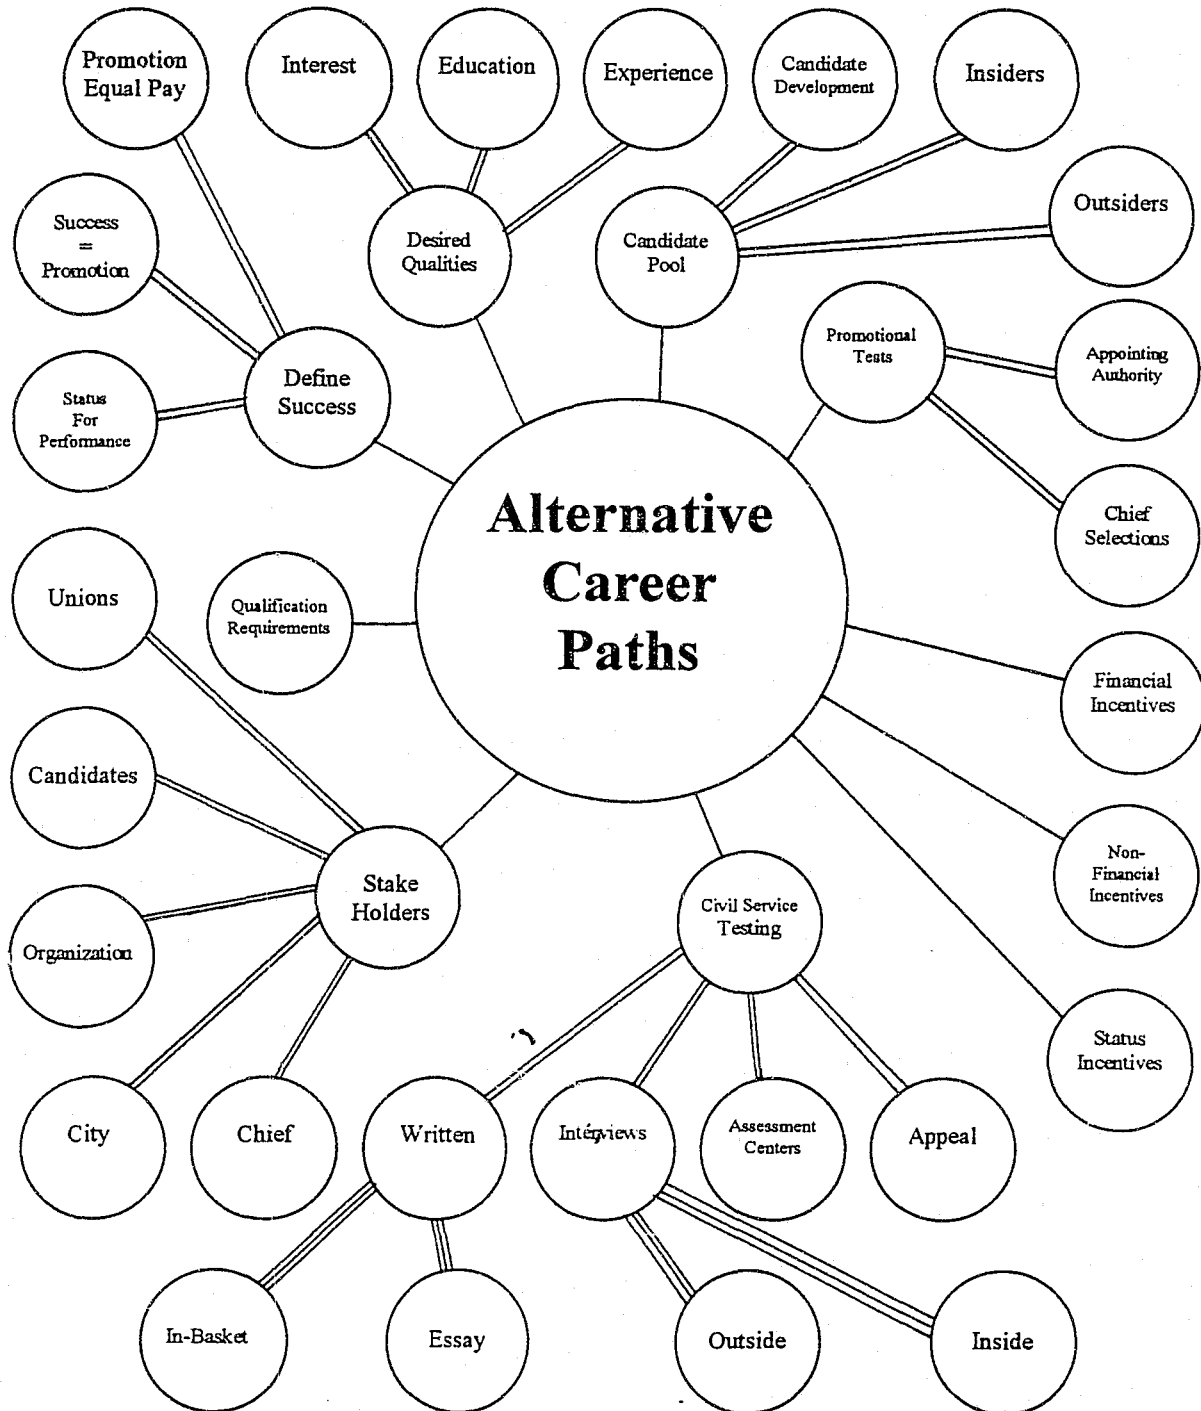 Promotion
Equal Pay
Interest
Education
Experience
Candidate
Development
Insiders
Success
=
Promotion
Desired
Qualities
Candidate
Pool
Outsiders
Status
For
Performance
Define
Success
Promotional
Tests
Appointing
Authority
Alternative
Career
Paths
Chief
Selections
Unions
Qualification
Requirements
Financial
Incentives
Candidates
Non-
Financial
Incentives
Organization
Stake
Holders
Civil Service
Testing
Status
Incentives
City
Chief
Written
Interviews
Assessment
Centers
Appeal
In-Basket
Essay
Outside
Inside